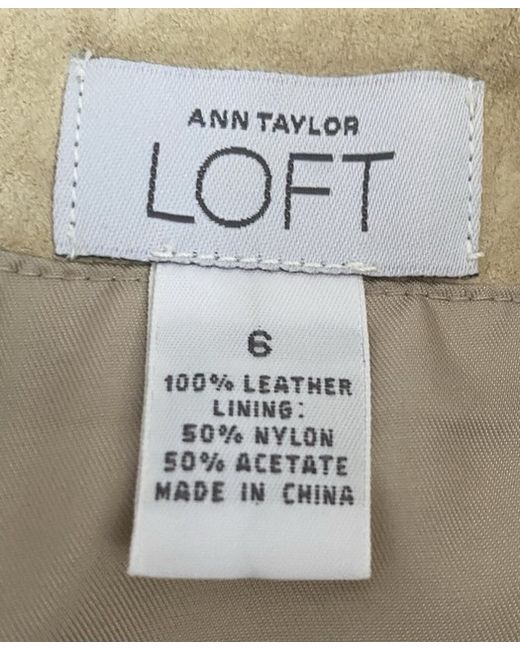 ANN TAYLOR
LOFT
6
100% LEATHER
LINING:
50% NYLON
50% ACETATE
MADE IN CHINA